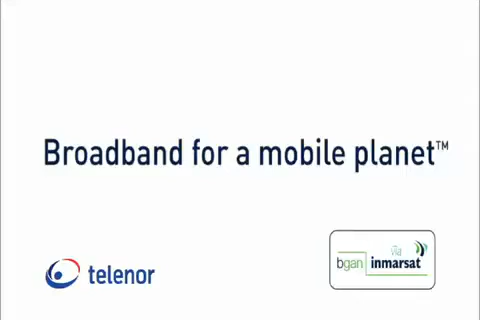 Broadband for a mobile planet™
telenor
via
bgan inmarsat